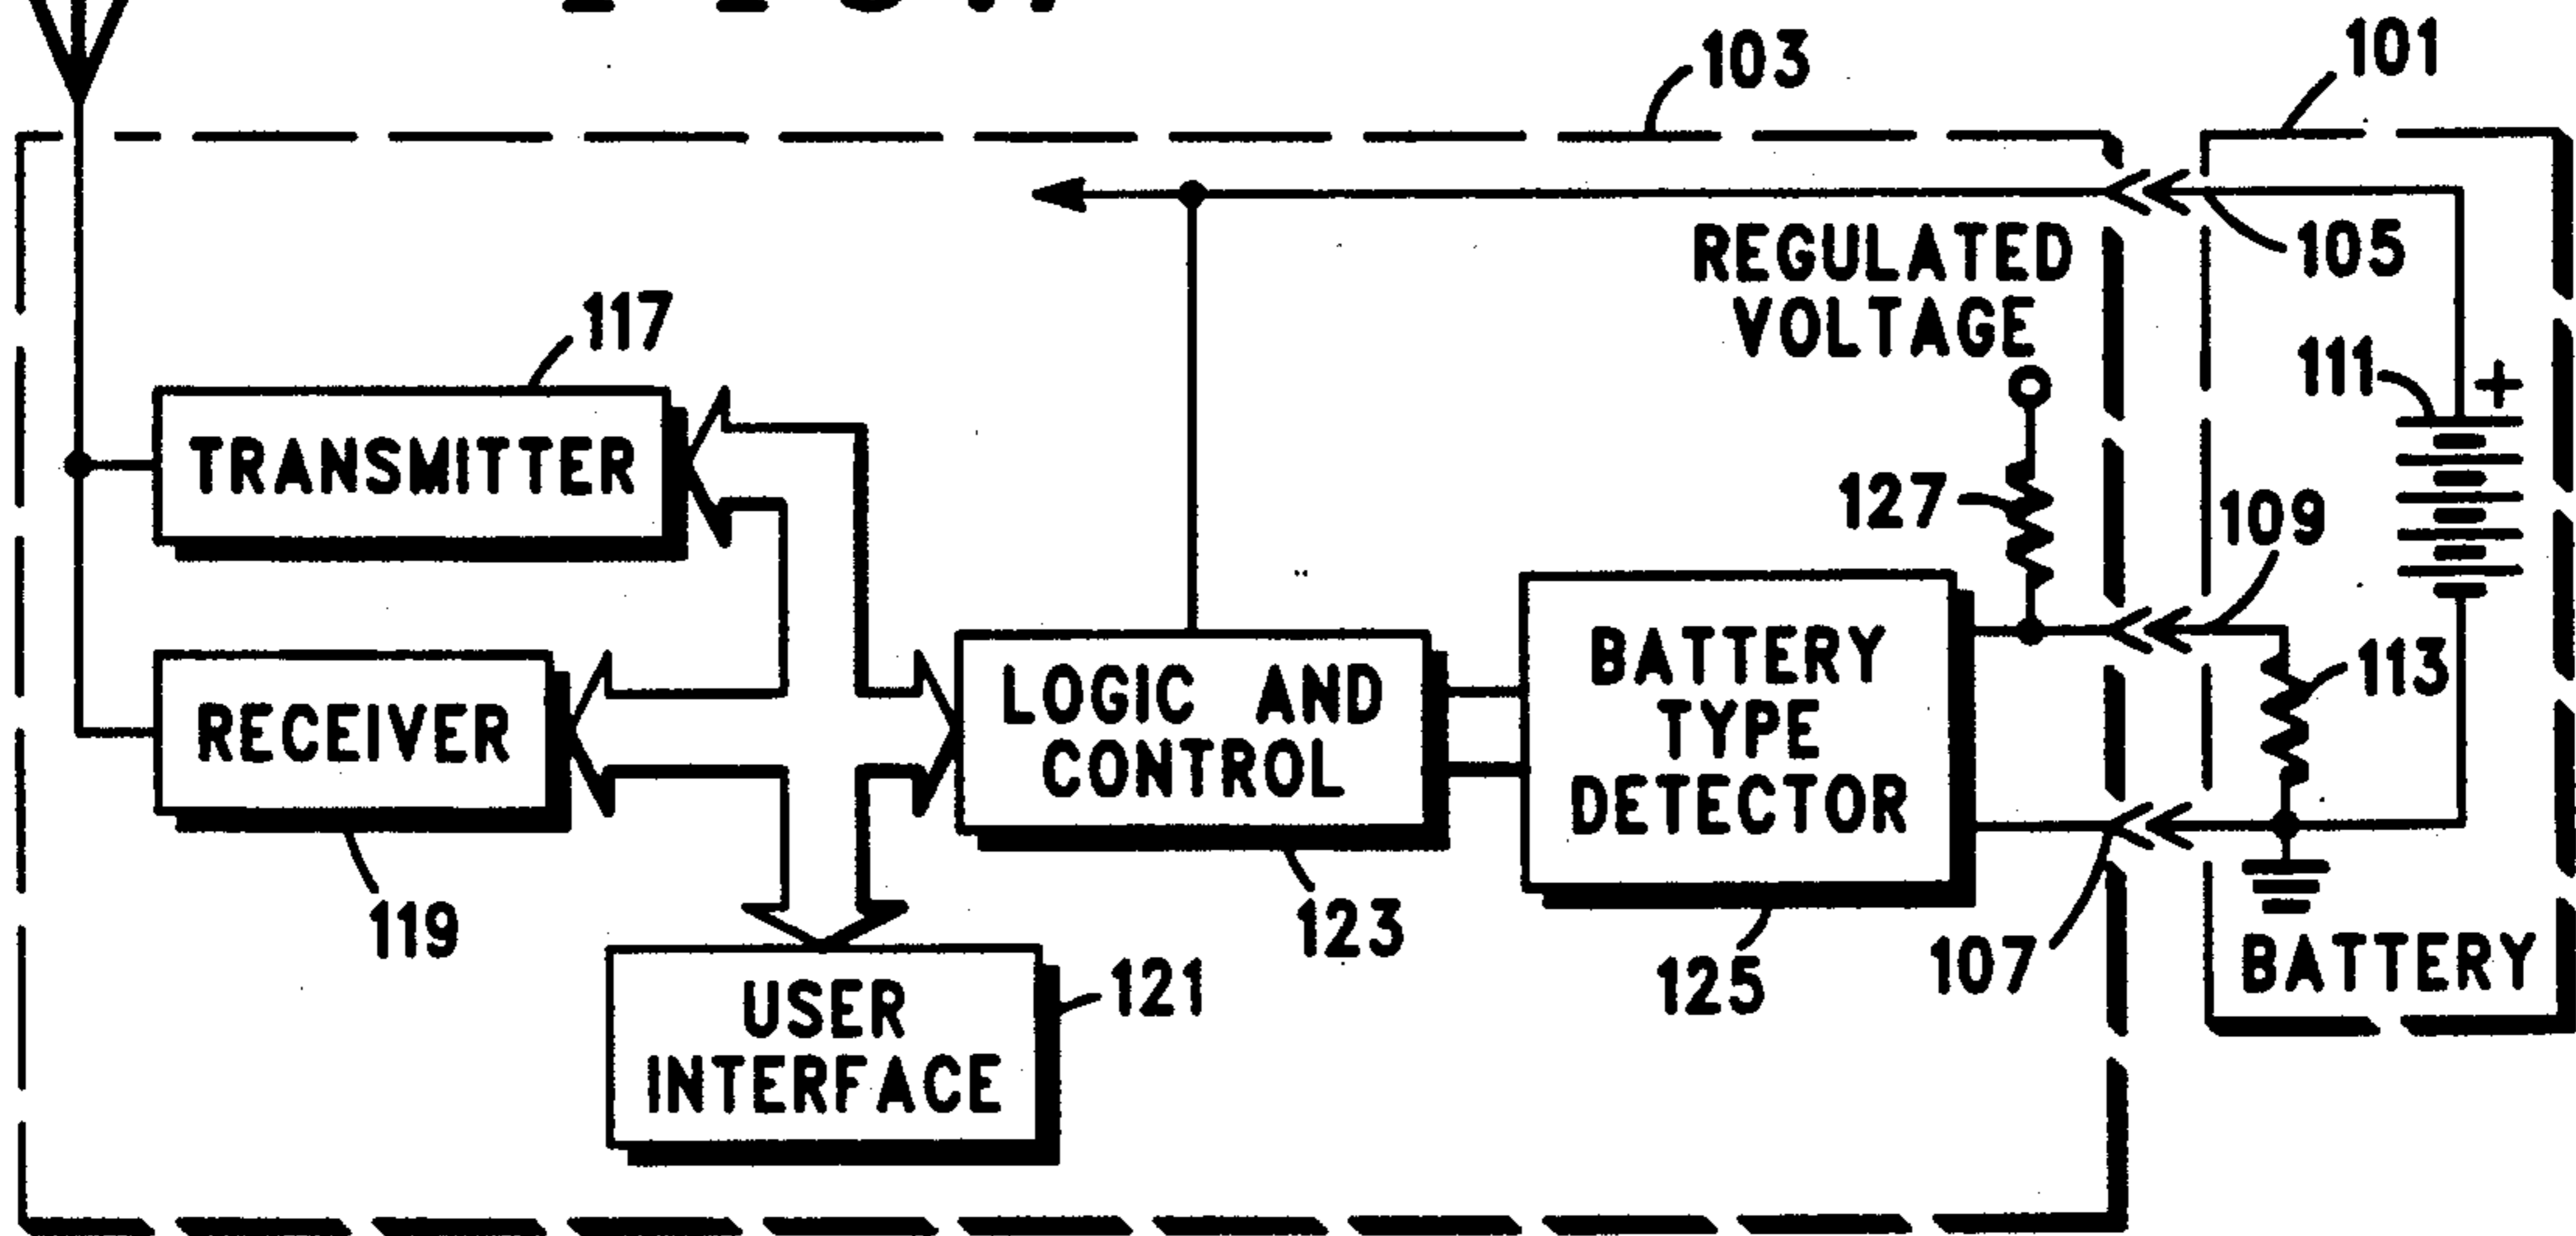 103
101
REGULATED
VOLTAGE
105
117
111
+
TRANSMITTER
127
109
BATTERY
TYPE
DETECTOR
113
LOGIC AND
CONTROL
RECEIVER
119
123
125
107
BATTERY
USER
INTERFACE
121